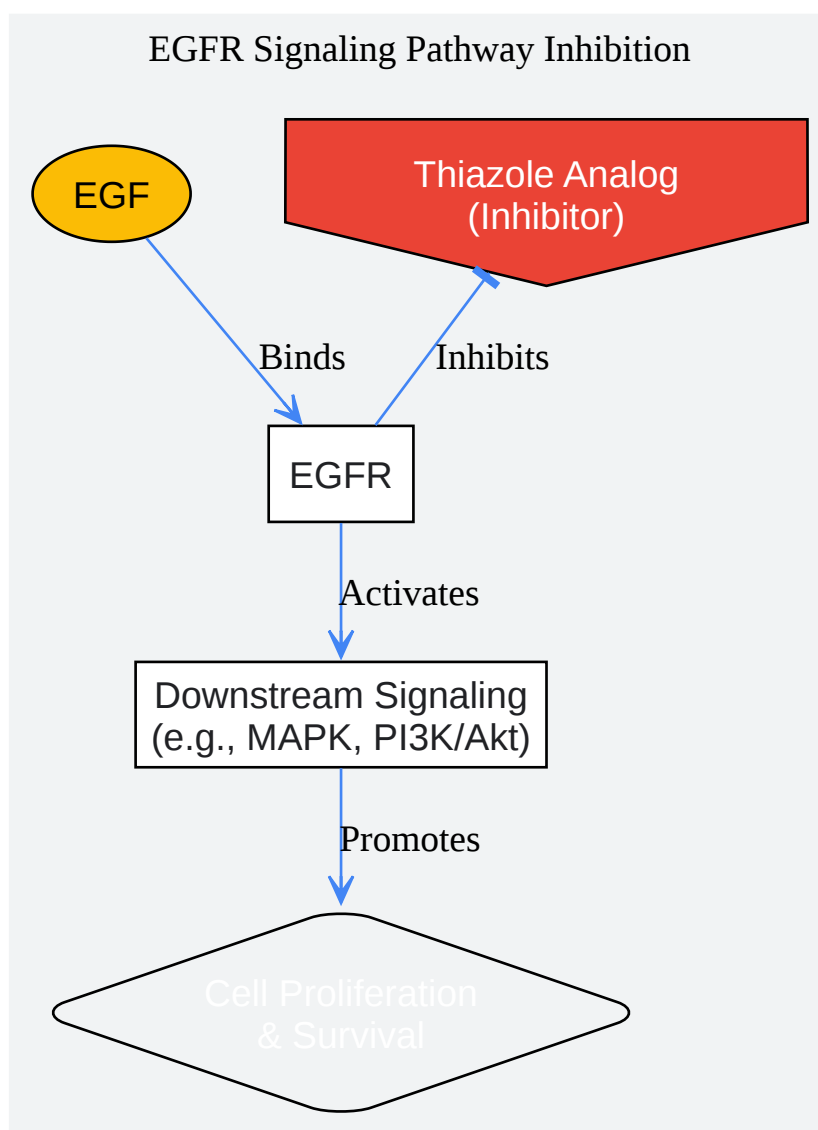 EGFR Signaling Pathway Inhibition
EGF
Thiazole Analog
(Inhibitor)
Binds
Inhibits
EGFR
Activates
Downstream Signaling
(e.g., MAPK, PI3K/Akt)
Promotes
Cell Proliferation
& Survival